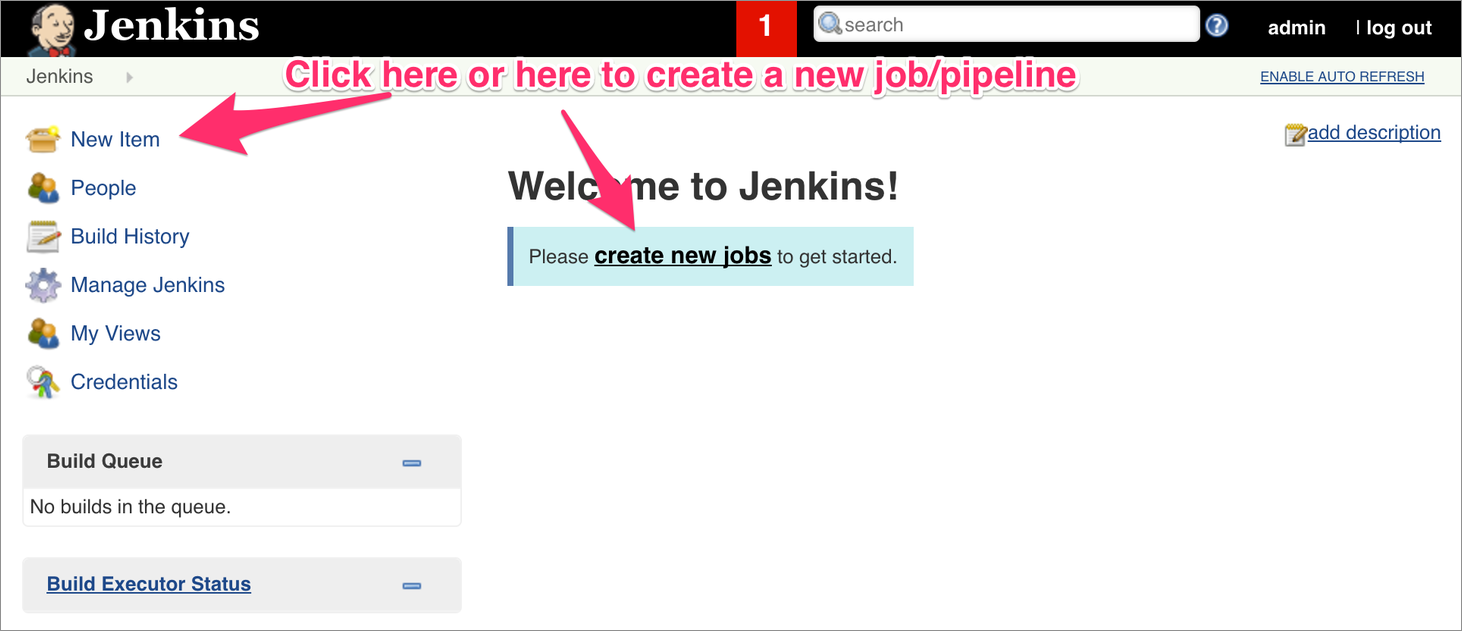 Jenkins
1
search
?
admin
| log out
Jenkins
Click here or here to create a new job/pipeline
ENABLE AUTO REFRESH
New Item
add description
People
Build History
Manage Jenkins
My Views
Credentials
Welcome to Jenkins!
Please create new jobs to get started.
Build Queue
No builds in the queue.
Build Executor Status